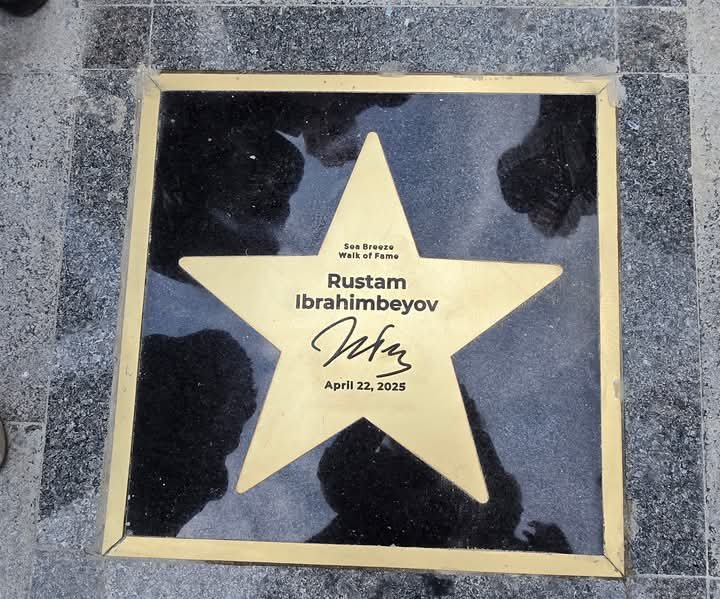 Sea Breeze
Walk of Fame
Rustam
Ibrahimbeyov
April 22, 2025